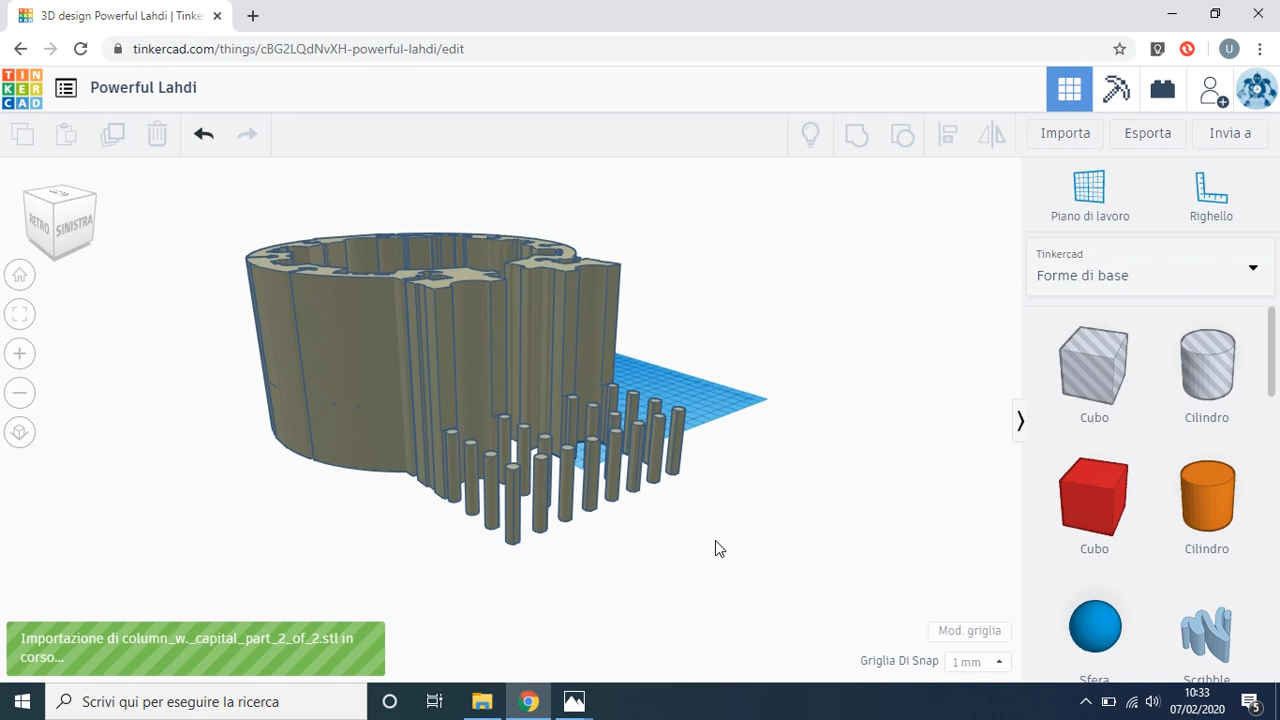 3D design Powerful Lahdi | Tinke
tinkercad.com/things/cBG2LQdNvXH-powerful-lahdi/edit
U
TIN
KER
CAD
Powerful Lahdi
Importa
Esporta
Invia a
RETRO
SINISTRA
Piano di lavoro
Righello
Tinkercad
Forme di base
Cubo
Cilindro
Cubo
Cilindro
Sfera
Scribble
Importazione di column_w._capital_part_2_of_2.stl in
corso...
Mod. griglia
Griglia Di Snap
1 mm
Scrivi qui per eseguire la ricerca
10:33
07/02/2020
5